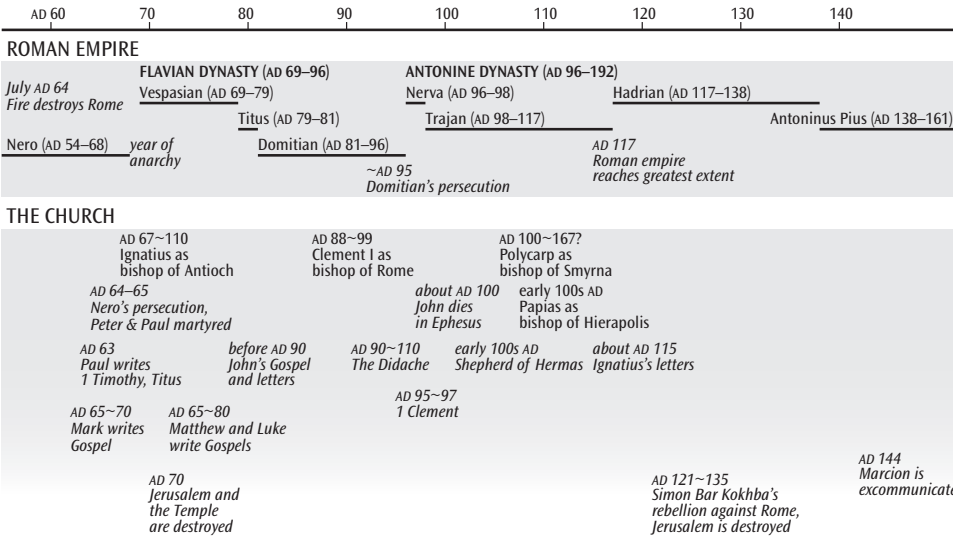 AD 60 70 80 90 100 110 120 130 140
ROMAN EMPIRE
July AD 64
Fire destroys Rome
FLAVIAN DYNASTY (AD 69–96)
Vespasian (AD 69–79)
Titus (AD 79–81)
Nero (AD 54–68)
year of
anarchy
Domitian (AD 81–96)
~AD 95
Domitian's persecution
ANTONINE DYNASTY (AD 96–192)
Nerva (AD 96–98)
Trajan (AD 98–117)
Hadrian (AD 117–138)
Antoninus Pius (AD 138–161)
AD 117
Roman empire
reaches greatest extent
THE CHURCH
AD 67~110
Ignatius as
bishop of Antioch
AD 88~99
Clement I as
bishop of Rome
AD 100~167?
Polycarp as
bishop of Smyrna
AD 64–65
Nero's persecution,
Peter & Paul martyred
about AD 100
John dies
in Ephesus
early 100s AD
Papias as
bishop of Hierapolis
AD 63
Paul writes
1 Timothy, Titus
before AD 90
John's Gospel
and letters
AD 90~110
The Didache
early 100s AD
Shepherd of Hermas
about AD 115
Ignatius's letters
AD 95~97
1 Clement
AD 65~70
Mark writes
Gospel
AD 65~80
Matthew and Luke
write Gospels
AD 70
Jerusalem and
the Temple
are destroyed
AD 121~135
Simon Bar Kokhba's
rebellion against Rome,
Jerusalem is destroyed
AD 144
Marcion is
excommunicate